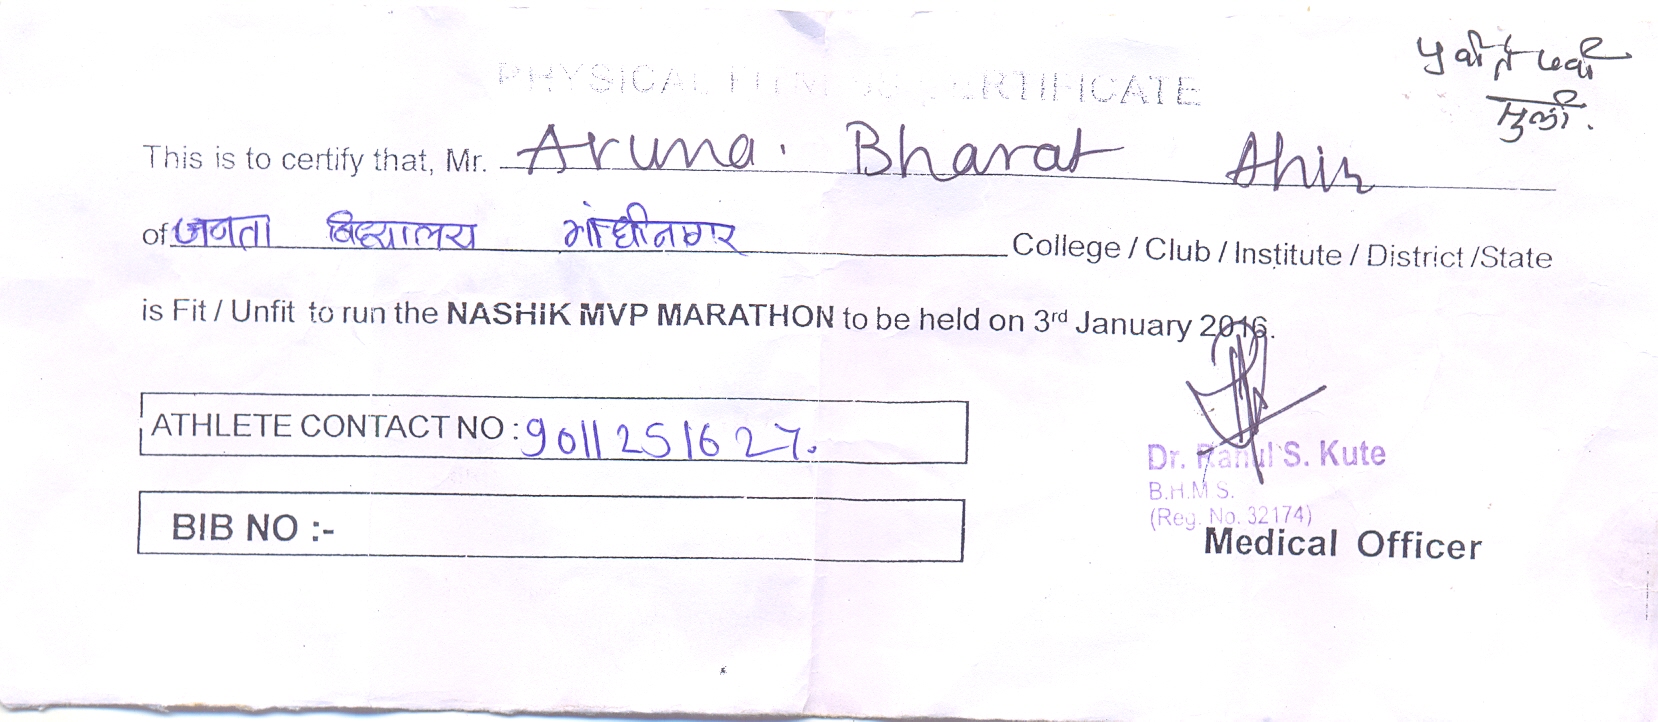 PHYSICAL FITNESS CERTIFICATE
मुली.
This is to certify that, Mr. Aruna. Bharat Ahir
of जनता विद्यालय गांधीनगर College / Club / Institute / District /State
is Fit / Unfit to run the NASHIK MVP MARATHON to be held on 3rd January 2016.
ATHLETE CONTACT NO : 9011251627.
BIB NO :-
Dr. Rahul S. Kute
B.H.M S.
(Reg. No. 32174)
Medical Officer